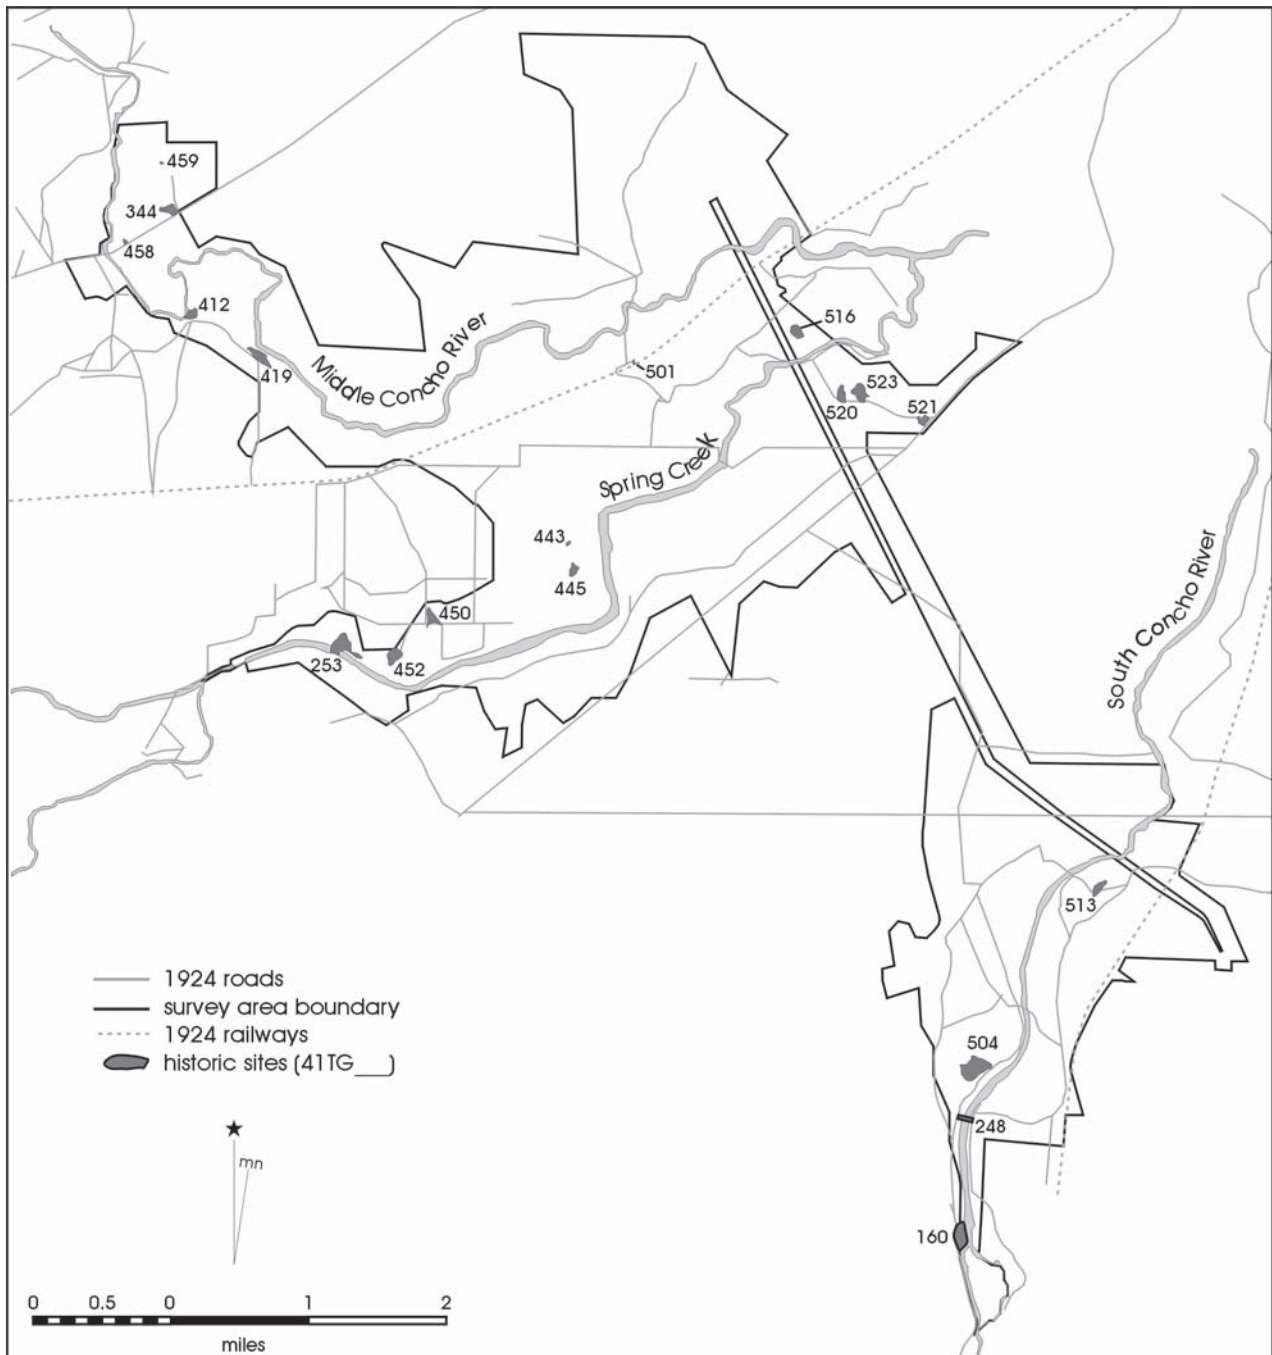 459
344
458
412
419
Middle Concho River
516
501
523
520
521
Spring Creek
443
445
450
253
452
South Concho River
513
1924 roads
survey area boundary
1924 railways
historic sites (41TG___)
504
248
mn
160
0 0.5 0 1 2
miles